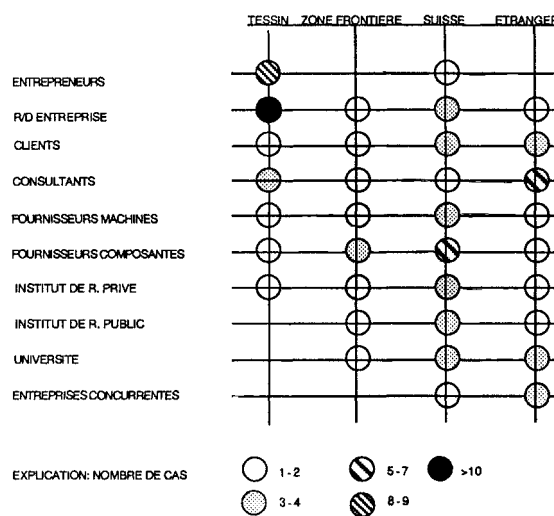 TESSIN ZONE FRONTIERE SUISSE ETRANGER
ENTREPRENEURS
R/D ENTREPRISE
CLIENTS
CONSULTANTS
FOURNISSEURS MACHINES
FOURNISSEURS COMPOSANTES
INSTITUT DE R. PRIVE
INSTITUT DE R. PUBLIC
UNIVERSITE
ENTREPRISES CONCURRENTES
EXPLICATION: NOMBRE DE CAS 1-2 5-7 >10
3-4 8-9